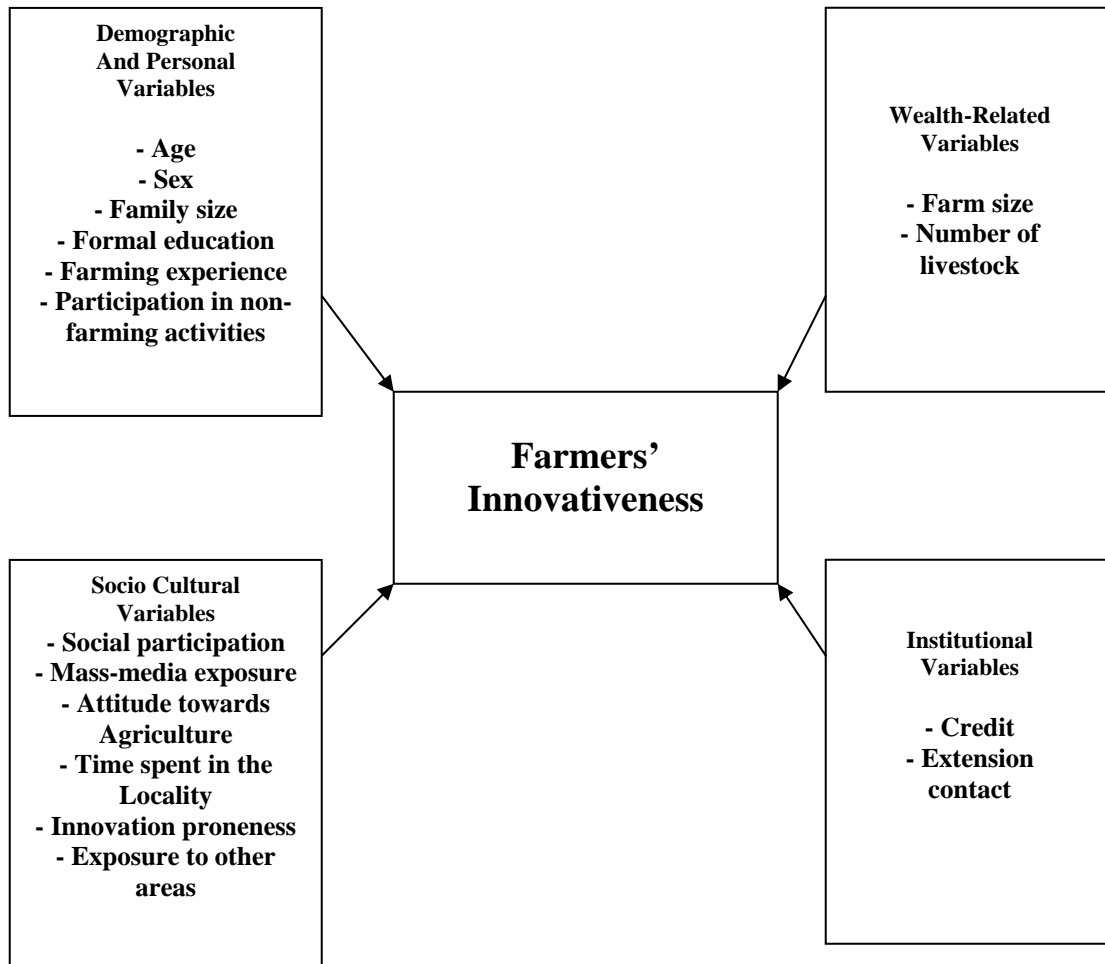 Demographic
And Personal
Variables
- Age
- Sex
- Family size
- Formal education
- Farming experience
- Participation in non-
farming activities
Wealth-Related
Variables
- Farm size
- Number of
livestock
Farmers’
Innovativeness
Socio Cultural
Variables
- Social participation
- Mass-media exposure
- Attitude towards
Agriculture
- Time spent in the
Locality
- Innovation proneness
- Exposure to other
areas
Institutional
Variables
- Credit
- Extension
contact